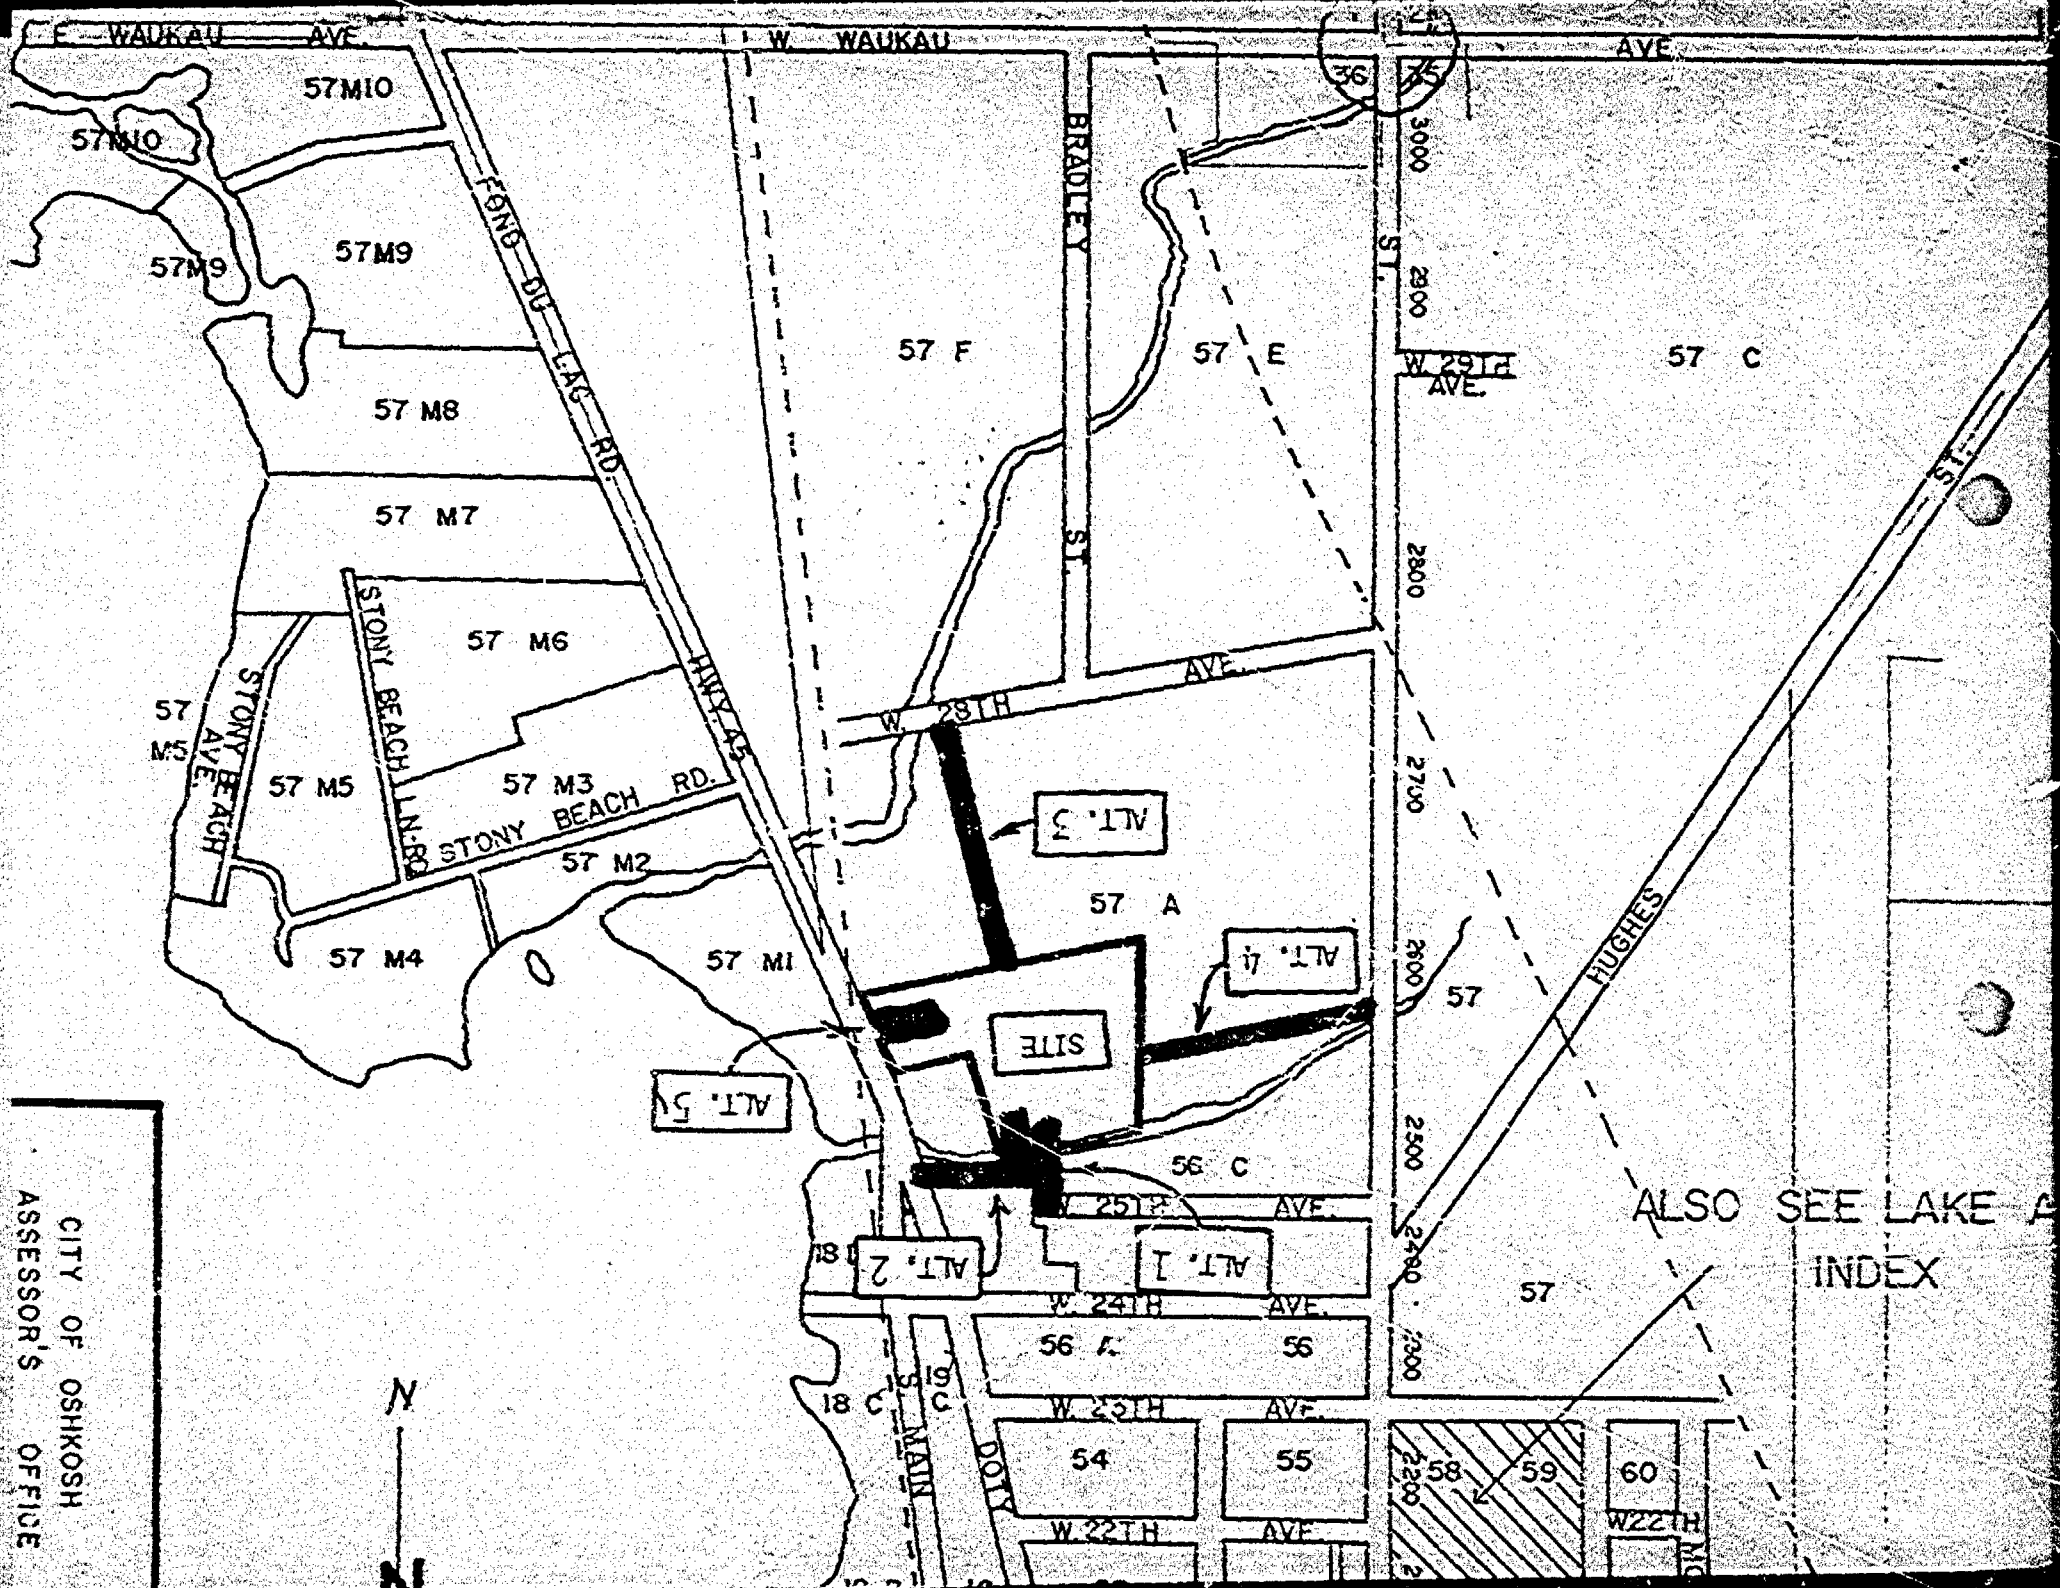 E. WAUKAU AVE.
W. WAUKAU
AVE.
36
35
57M10
57M10
57M9
57M9
57 M8
57 M7
57 M6
57 M5
57 M5
57 M3
57 M2
57 M4
57 M1
57 F
57 E
57 C
57 A
57
57
FOND DU LAC RD.
HWY. 45
BRADLEY ST.
ST.
3000
2900
2800
2700
2600
2500
2400
2300
2200
W. 29TH
AVE.
W. 28TH AVE.
STONY BEACH LN. RD.
STONY BEACH
AVE.
STONY BEACH RD.
HUGHES ST.
ALT. 3
ALT. 4
SITE
ALT. 5
ALT. 2
ALT. 1
56 C
W. 25TH AVE.
W. 24TH AVE.
56 A
56
18 C
19
C
S. MAIN
DOTY
W. 23TH AVE.
54
55
58
59
60
W. 22TH AVE.
W22TH
ALSO SEE LAKE
INDEX
CITY OF OSHKOSH
ASSESSOR'S OFFICE
N
N